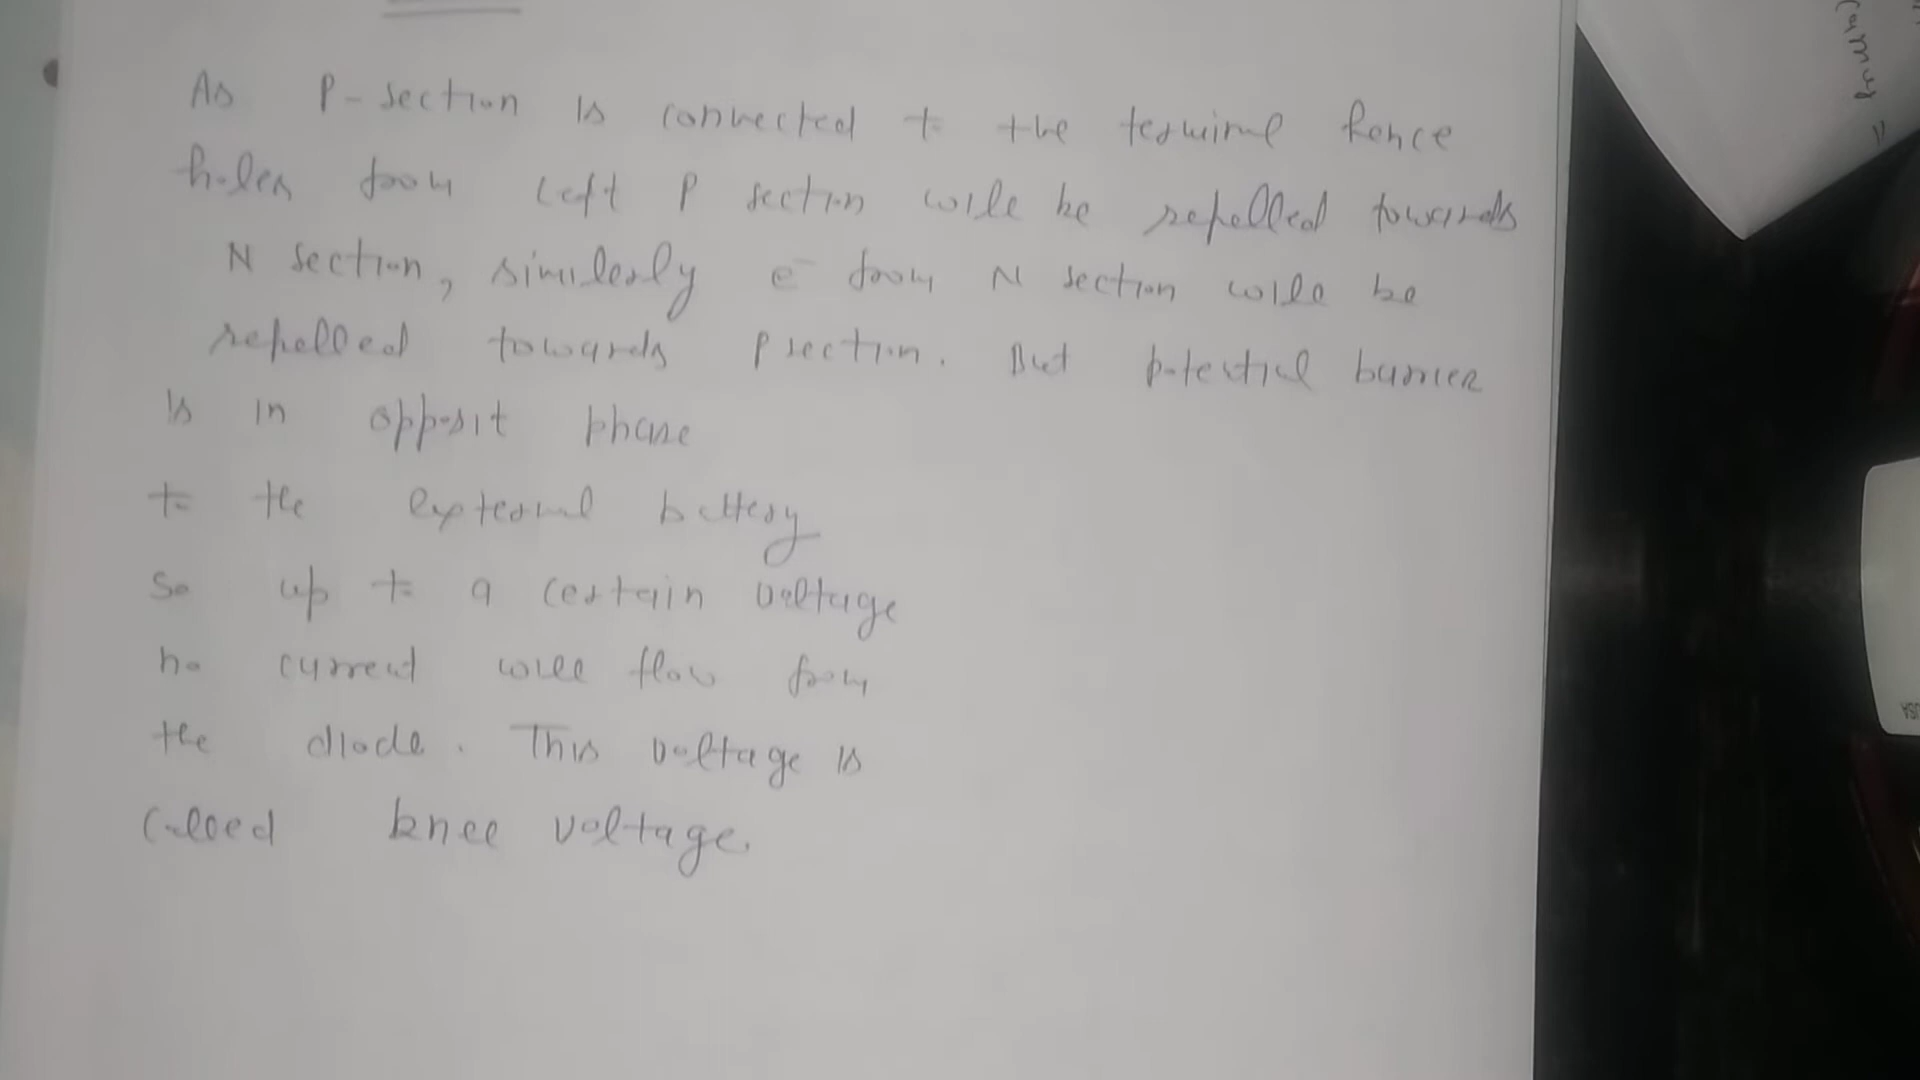 As P-section is connected to the terminal hence
holes from left P section will be repelled towards
N section, similerly e⁻ from N section will be
repelled towards P section. But potential barrier
is in opposit phase
to the external battery
So up to a certain voltage
no current will flow from
the diode. This voltage is
called knee voltage.